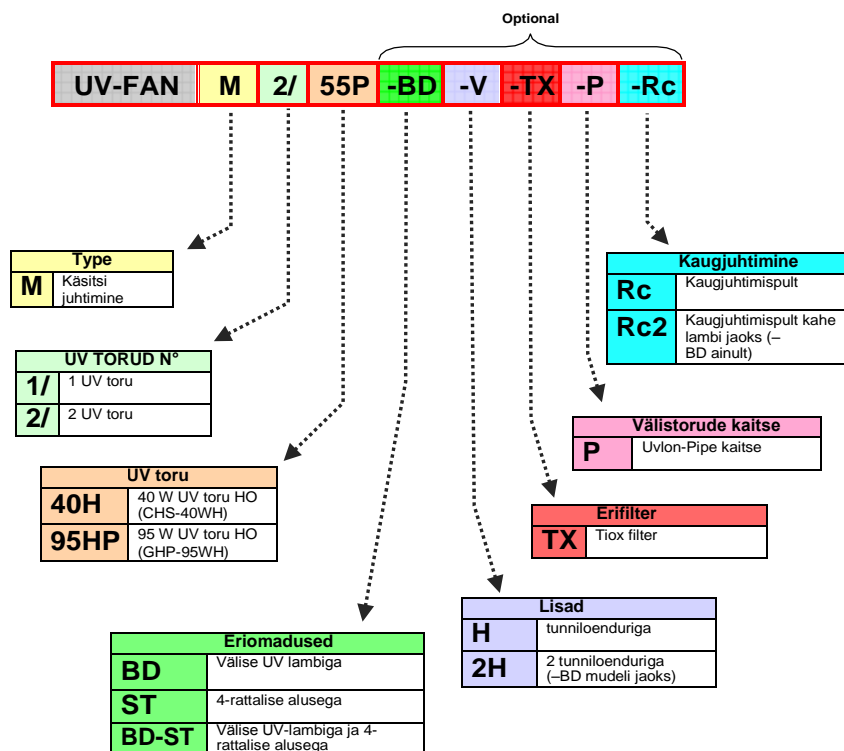 Optional
UV-FAN M 2/ 55P -BD -V -TX -P -Rc
Type
M Käsitsi
juhtimine
Kaugjuhtimine
Rc Kaugjuhtimispult
Rc2 Kaugjuhtimispult kahe
lambi jaoks (–
BD ainult)
UV TORUD N°
1/ 1 UV toru
2/ 2 UV toru
Välistorude kaitse
P Uvlon-Pipe kaitse
UV toru
40H 40 W UV toru HO
(CHS-40WH)
95HP 95 W UV toru HO
(GHP-95WH)
Erifilter
TX Tiox filter
Lisad
H tunniloenduriga
2H 2 tunniloenduriga
(–BD mudeli jaoks)
Eriomadused
BD Välise UV lambiga
ST 4-rattalise alusega
BD-ST Välise UV-lambiga ja 4-
rattalise alusega